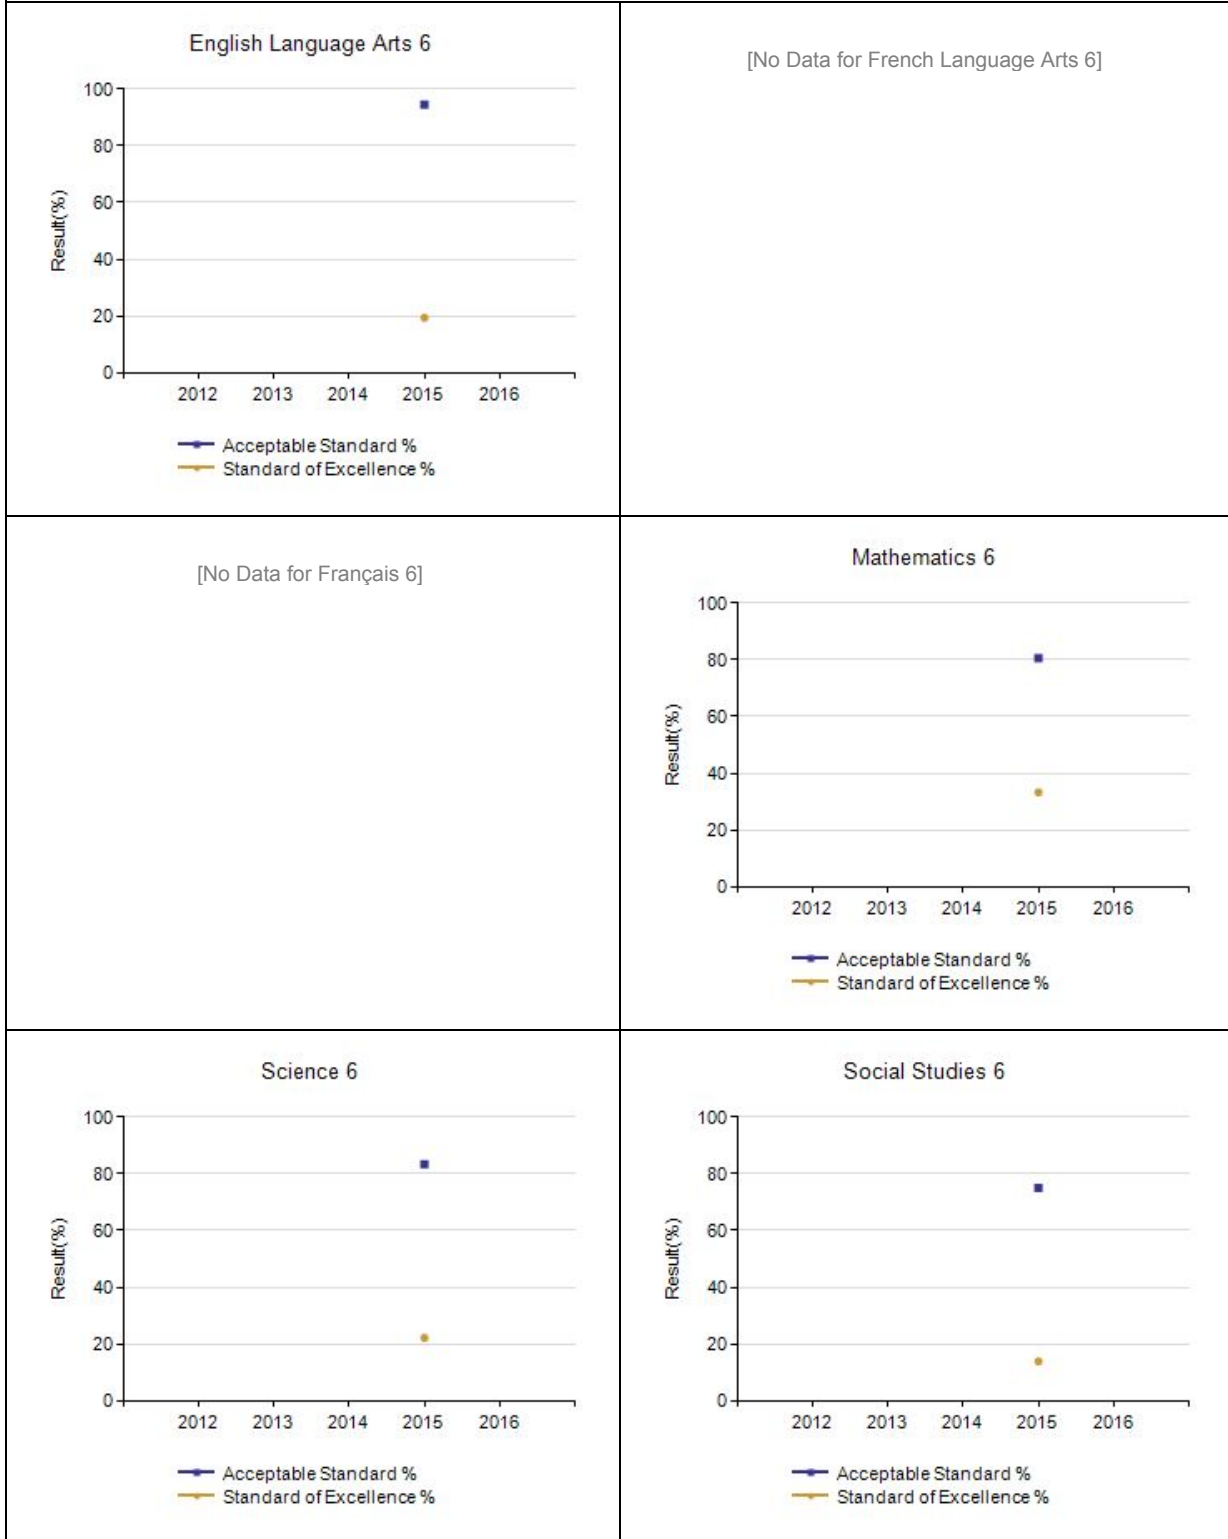 English Language Arts 6
100
80
60
40
20
0
Result(%)
2012 2013 2014 2015 2016
Acceptable Standard %
Standard of Excellence %
[No Data for French Language Arts 6]
[No Data for Français 6]
Mathematics 6
100
80
60
40
20
0
Result(%)
2012 2013 2014 2015 2016
Acceptable Standard %
Standard of Excellence %
Science 6
100
80
60
40
20
0
Result(%)
2012 2013 2014 2015 2016
Acceptable Standard %
Standard of Excellence %
Social Studies 6
100
80
60
40
20
0
Result(%)
2012 2013 2014 2015 2016
Acceptable Standard %
Standard of Excellence %